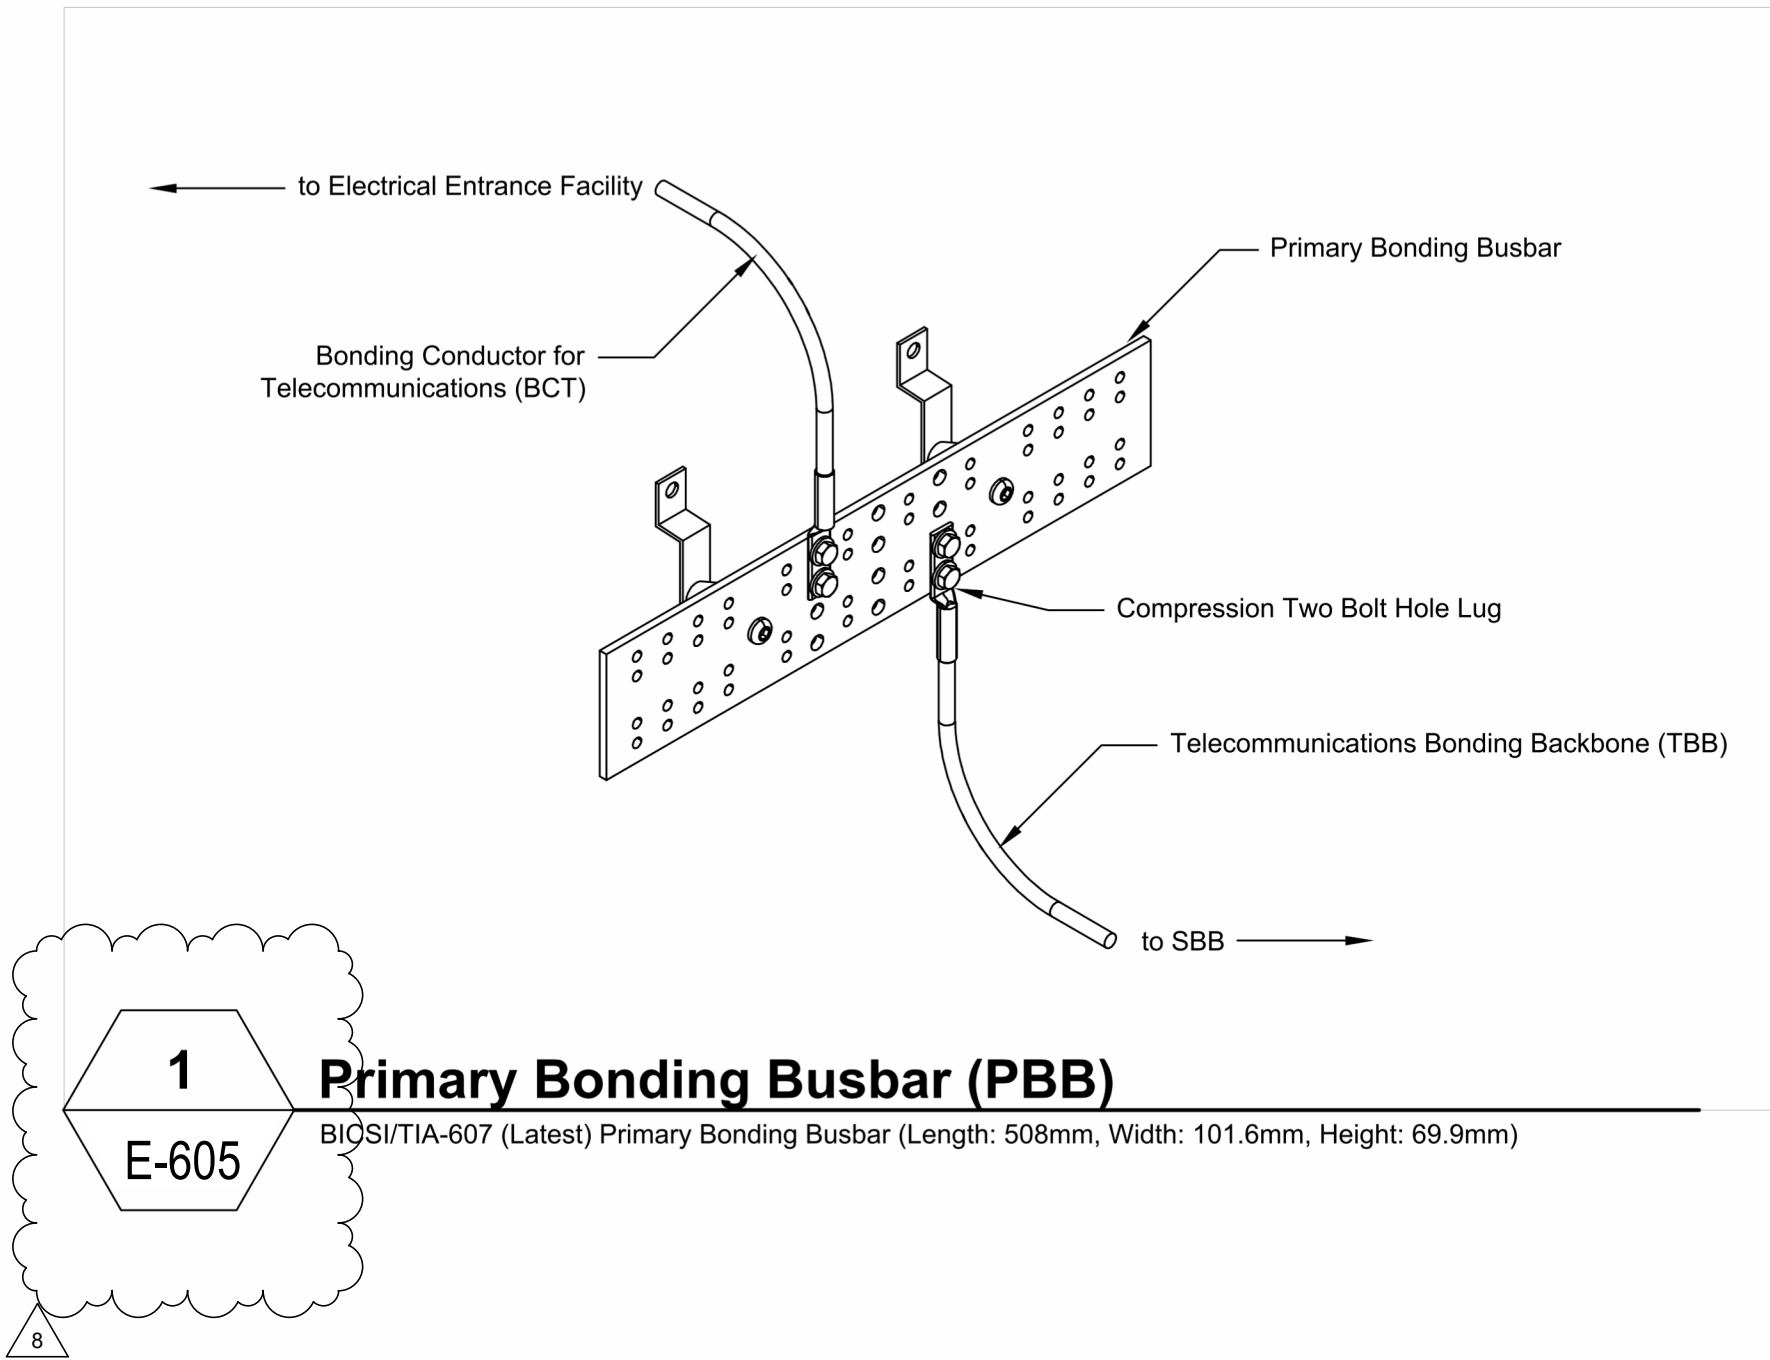 to Electrical Entrance Facility
Primary Bonding Busbar
Bonding Conductor for
Telecommunications (BCT)
Compression Two Bolt Hole Lug
Telecommunications Bonding Backbone (TBB)
to SBB
1
E-605
Primary Bonding Busbar (PBB)
BICSI/TIA-607 (Latest) Primary Bonding Busbar (Length: 508mm, Width: 101.6mm, Height: 69.9mm)
8